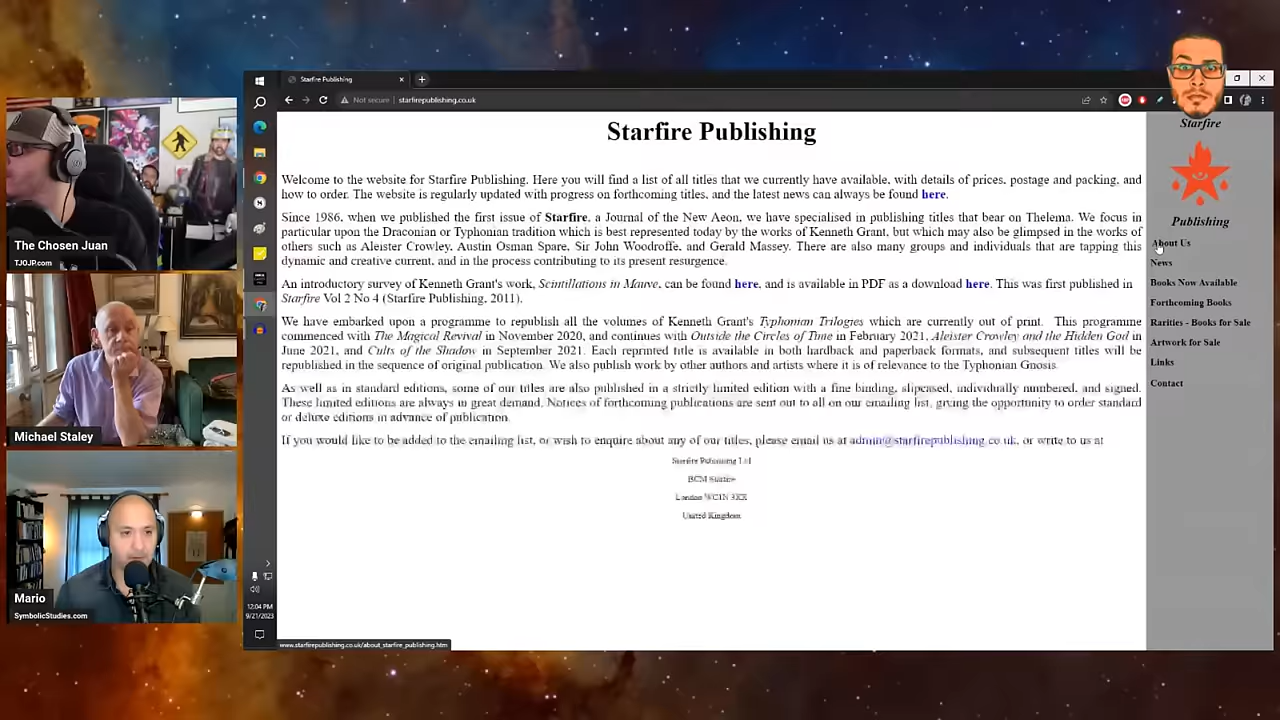 Starfire Publishing
Not secure
starfirepublishing.co.uk
Starfire Publishing
Welcome to the website for Starfire Publishing. Here you will find a list of all titles that we currently have available, with details of prices, postage and packing, and
how to order. The website is regularly updated with progress on forthcoming titles, and the latest news can always be found here.
Since 1986, when we published the first issue of Starfire, a Journal of the New Aeon, we have specialised in publishing titles that bear on Thelema. We focus in
particular upon the Draconian or Typhonian tradition which is best represented today by the works of Kenneth Grant, but which may also be glimpsed in the works of
others such as Aleister Crowley, Austin Osman Spare, Sir John Woodroffe, and Gerald Massey. There are also many groups and individuals that are tapping this
dynamic and creative current, and in the process contributing to its present resurgence.
An introductory survey of Kenneth Grant's work, Scintillations in Mauve, can be found here, and is available in PDF as a download here. This was first published in
Starfire Vol 2 No 4 (Starfire Publishing, 2011).
We have embarked upon a programme to republish all the volumes of Kenneth Grant's Typhonian Trilogies which are currently out of print. This programme
commenced with The Magical Revival in November 2020, and continues with Outside the Circles of Time in February 2021, Aleister Crowley and the Hidden God in
June 2021, and Cults of the Shadow in September 2021. Each reprinted title is available in both hardback and paperback formats, and subsequent titles will be
republished in the sequence of original publication. We also publish work by other authors and artists where it is of relevance to the Typhonian Gnosis.
As well as in standard editions, some of our titles are also published in a strictly limited edition with a fine binding, slipcased, individually numbered, and signed.
These limited editions are always in great demand. Notices of forthcoming publications are sent out to all on our emailing list, giving the opportunity to order standard
or deluxe editions in advance of publication.
If you would like to be added to the emailing list, or wish to enquire about any of our titles, please email us at admin@starfirepublishing.co.uk, or write to us at
Starfire Publishing Ltd
BCM Starfire
London WC1N 3XX
United Kingdom
Starfire
Publishing
About Us
News
Books Now Available
Forthcoming Books
Rarities - Books for Sale
Artwork for Sale
Links
Contact
The Chosen Juan
TJOJP.com
Michael Staley
Mario
SymbolicStudies.com
12:04 PM
9/21/2023
www.starfirepublishing.co.uk/about_starfire_publishing.htm